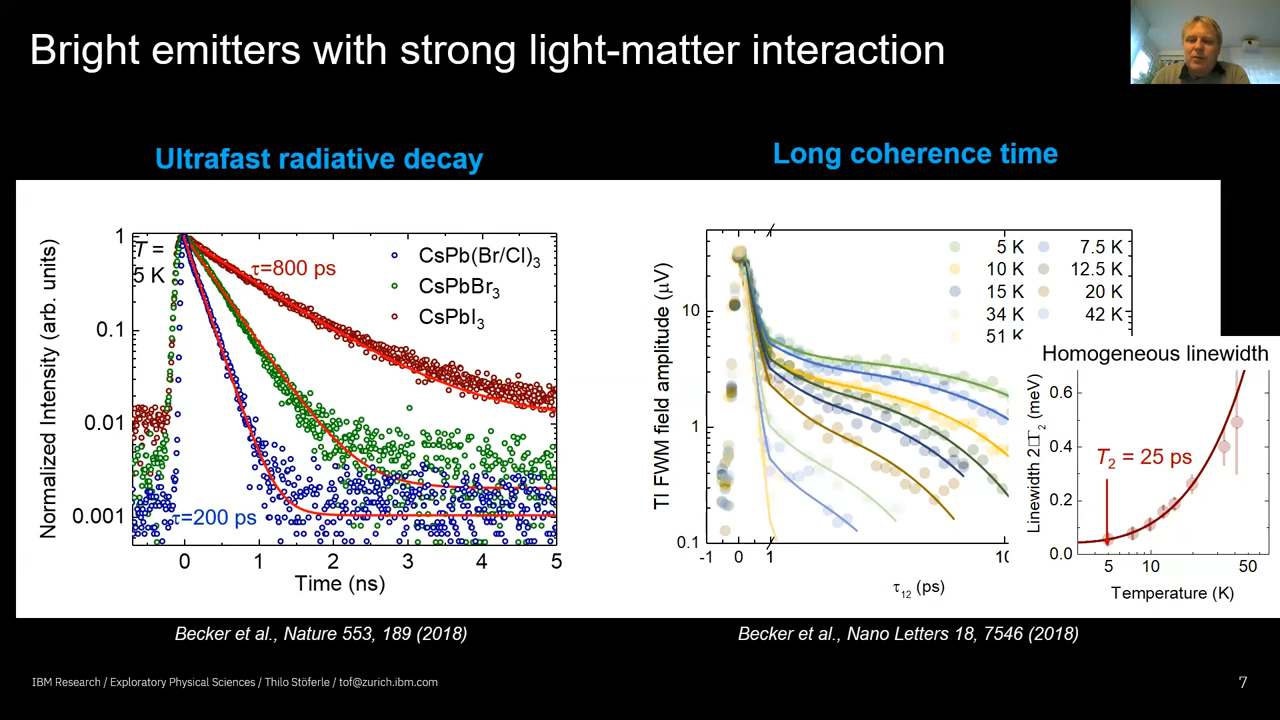 Bright emitters with strong light-matter interaction
Ultrafast radiative decay
Long coherence time
Normalized Intensity (arb. units)
1
0.1
0.01
0.001
T =
5 K
τ=800 ps
τ=200 ps
CsPb(Br/Cl)3
CsPbBr3
CsPbI3
0 1 2 3 4 5
Time (ns)
TI FWM field amplitude (μV)
10
1
0.1
5 K 7.5 K
10 K 12.5 K
15 K 20 K
34 K 42 K
51 K
-1 0 1 10
τ12 (ps)
Homogeneous linewidth
Linewidth 2□Γ2 (meV)
0.6
0.4
0.2
0.0
T2 = 25 ps
5 10 50
Temperature (K)
Becker et al., Nature 553, 189 (2018)
Becker et al., Nano Letters 18, 7546 (2018)
IBM Research / Exploratory Physical Sciences / Thilo Stöferle / tof@zurich.ibm.com
7